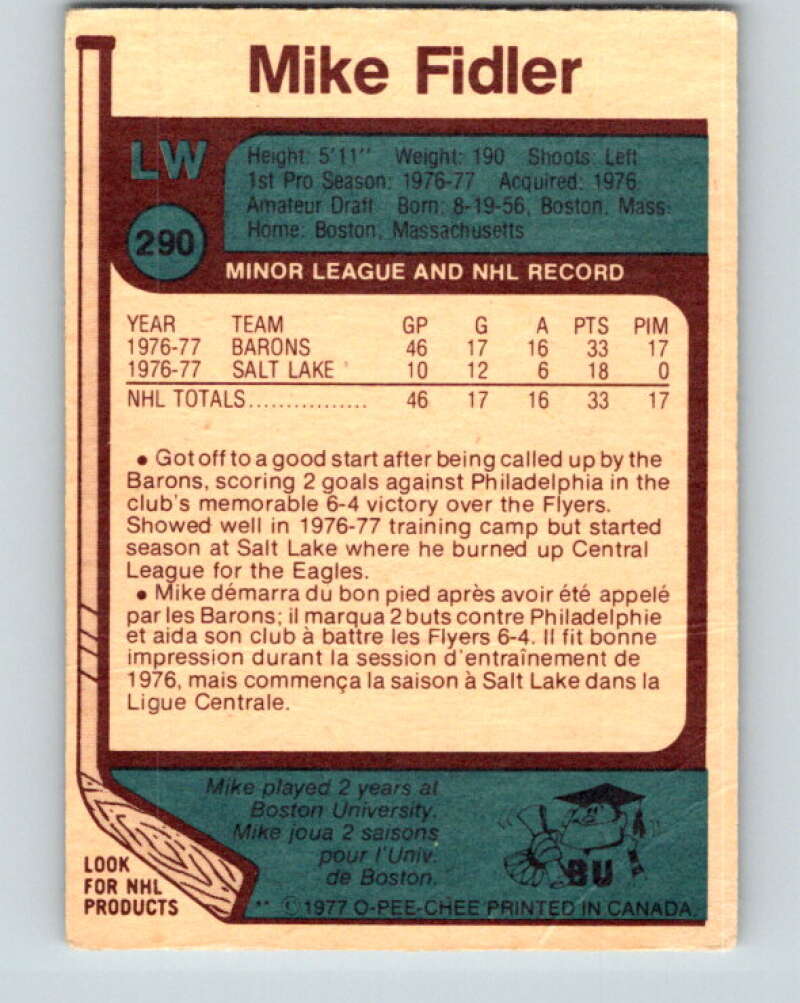 Mike Fidler
LW
Height: 5'11" Weight: 190 Shoots: Left
1st Pro Season: 1976-77 Acquired: 1976
Amateur Draft Born: 8-19-56, Boston, Mass.
Home: Boston, Massachusetts
290
MINOR LEAGUE AND NHL RECORD
YEAR TEAM GP G A PTS PIM
1976-77 BARONS 46 17 16 33 17
1976-77 SALT LAKE 10 12 6 18 0
NHL TOTALS................ 46 17 16 33 17
• Got off to a good start after being called up by the
Barons, scoring 2 goals against Philadelphia in the
club's memorable 6-4 victory over the Flyers.
Showed well in 1976-77 training camp but started
season at Salt Lake where he burned up Central
League for the Eagles.
• Mike démarra du bon pied après avoir été appelé
par les Barons; il marqua 2 buts contre Philadelphie
et aida son club à battre les Flyers 6-4. Il fit bonne
impression durant la session d'entraînement de
1976, mais commença la saison à Salt Lake dans la
Ligue Centrale.
Mike played 2 years at
Boston University.
Mike joua 2 saisons
pour l'Univ.
de Boston.
BU
LOOK
FOR NHL
PRODUCTS
** ©1977 O-PEE-CHEE PRINTED IN CANADA.